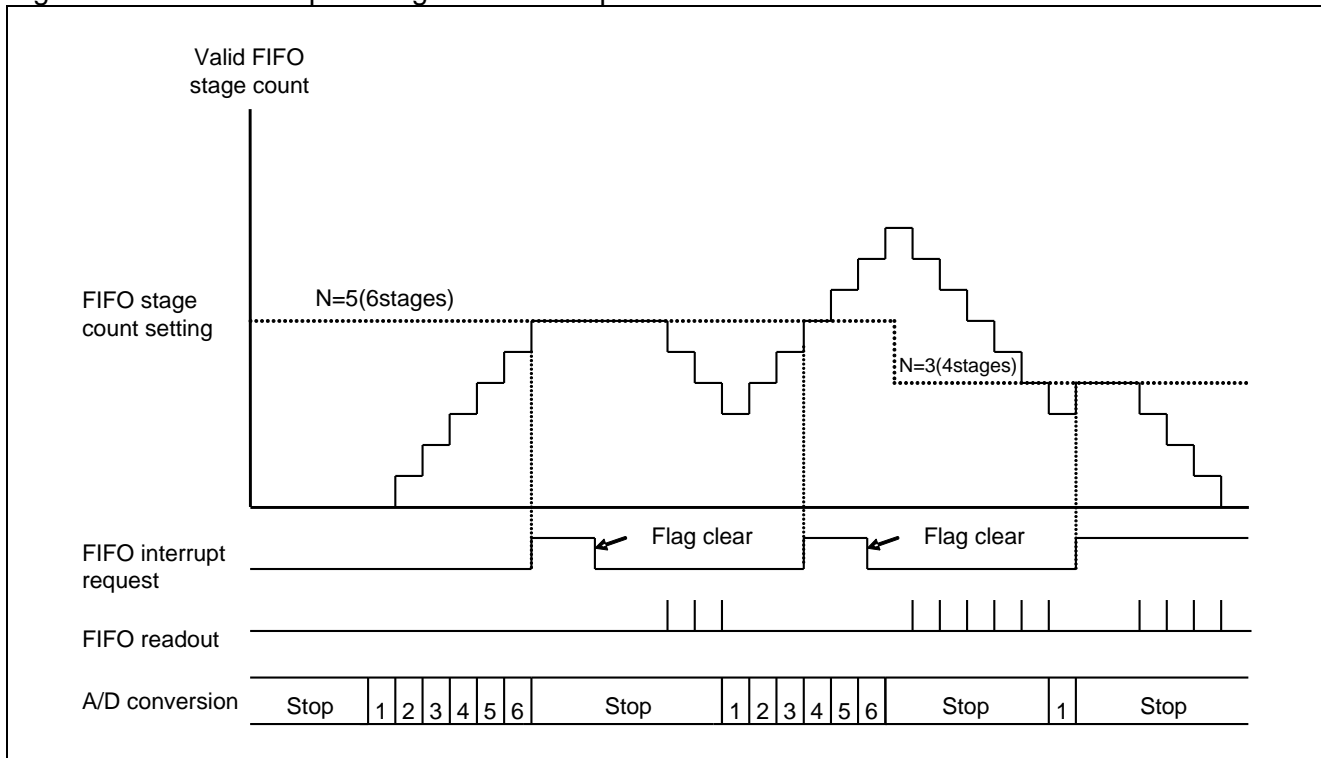 Valid FIFO
stage count
FIFO stage
count setting
N=5(6stages)
N=3(4stages)
FIFO interrupt
request
Flag clear
Flag clear
FIFO readout
A/D conversion
Stop
1 2 3 4 5 6
Stop
1 2 3 4 5 6
Stop
1
Stop